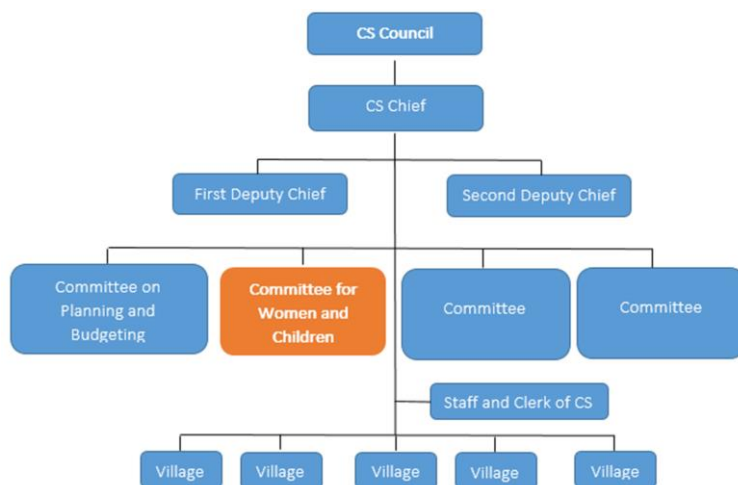 CS Council
CS Chief
First Deputy Chief
Second Deputy Chief
Committee on
Planning and
Budgeting
Committee for
Women and
Children
Committee
Committee
Staff and Clerk of CS
Village
Village
Village
Village
Village